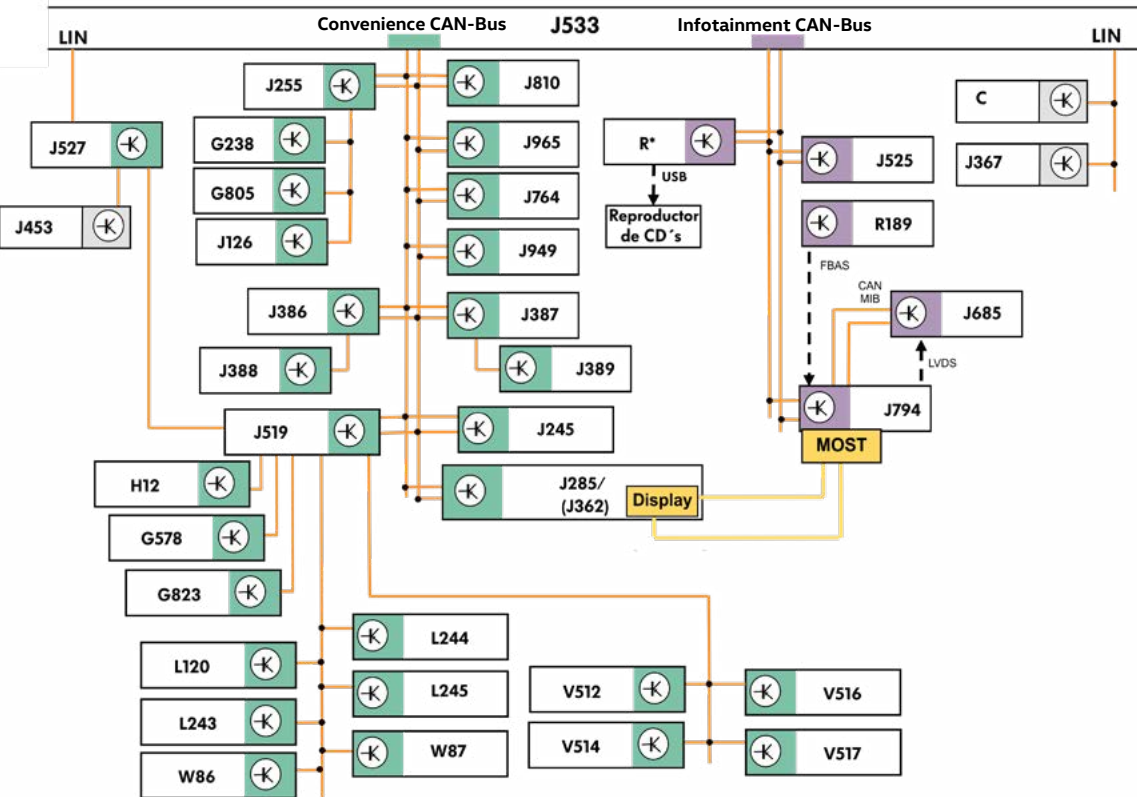 Convenience CAN-Bus
J533
Infotainment CAN-Bus
LIN
LIN
J255
J810
C
G238
J965
R*
J525
J527
J367
USB
G805
J764
Reproductor
de CD´s
R189
J453
J126
J949
FBAS
CAN
MIB
J386
J387
J685
J388
J389
LVDS
J519
J245
J794
MOST
H12
J285/
(J362)
Display
G578
G823
L244
L120
L245
V512
V516
L243
W87
V514
V517
W86